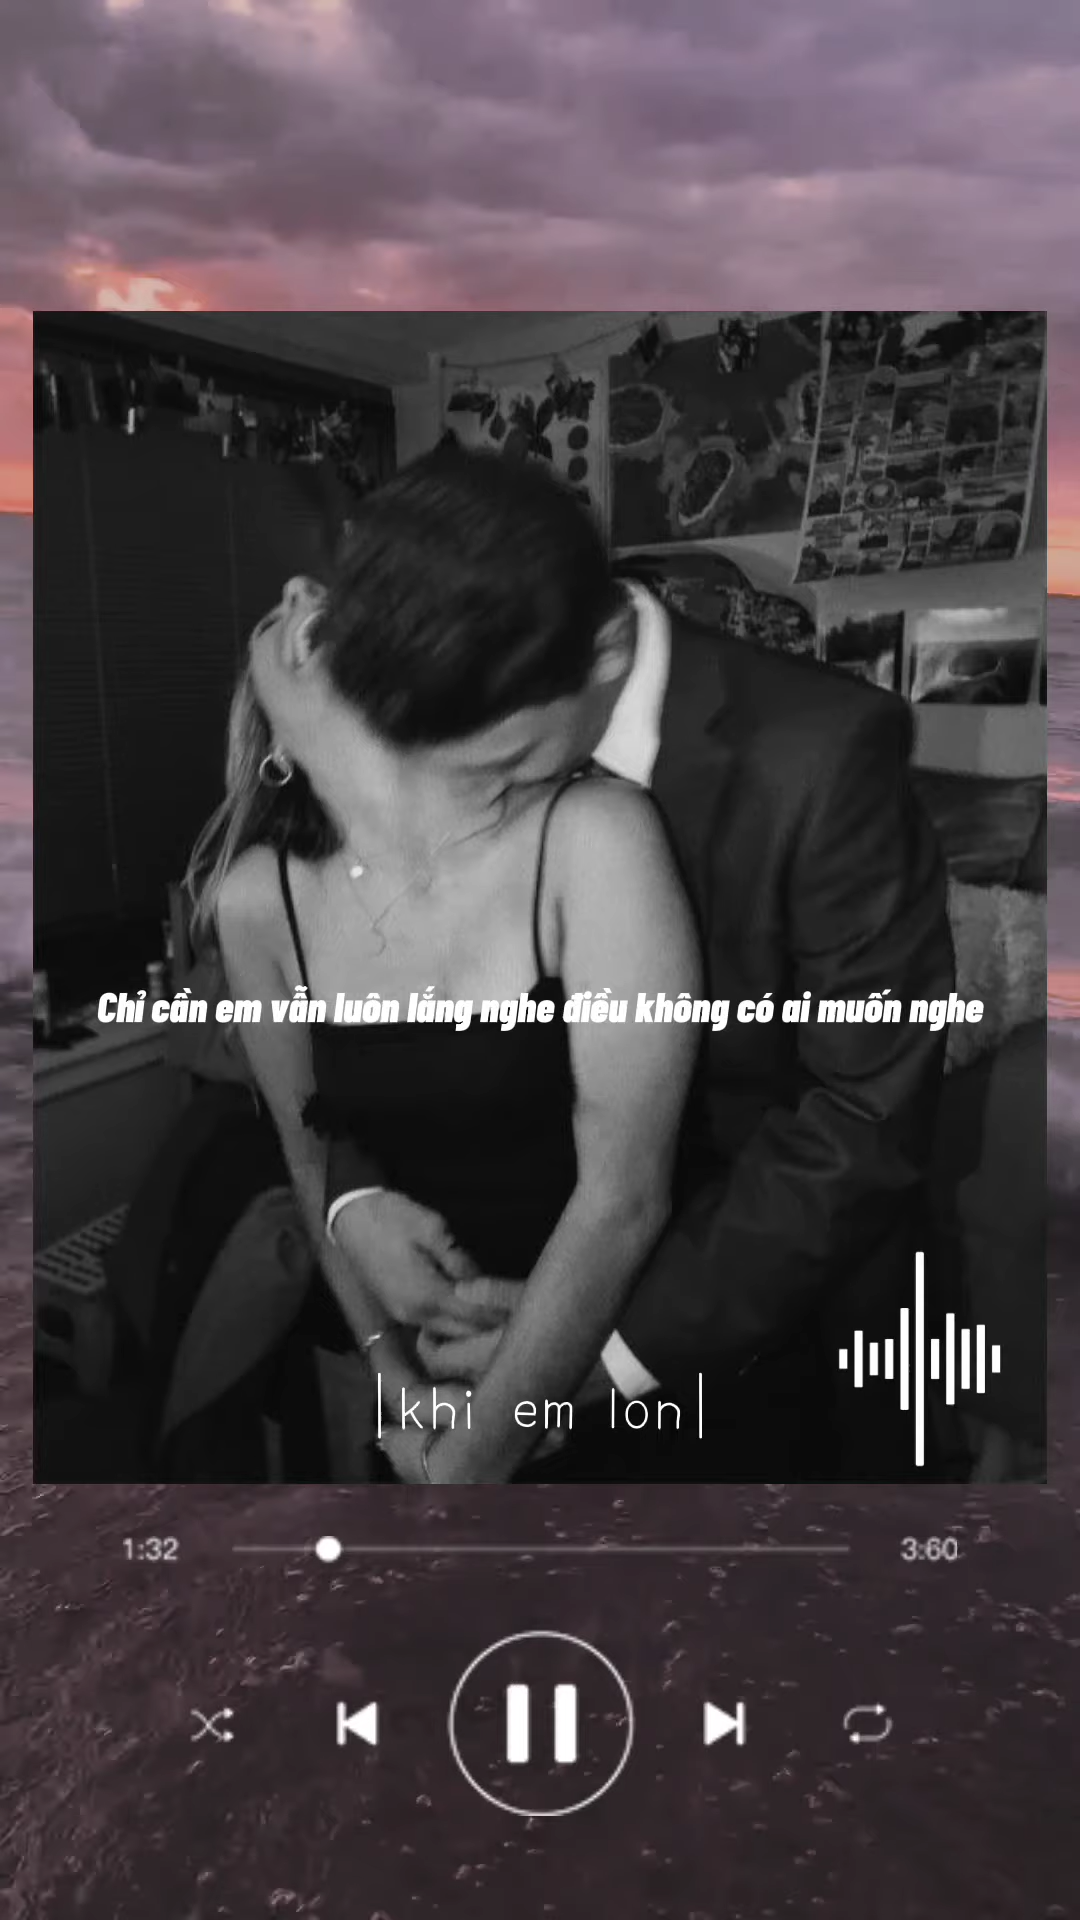 Chỉ cần em vẫn luôn lắng nghe điều không có ai muốn nghe
|khi em lon|
1:32 3:60